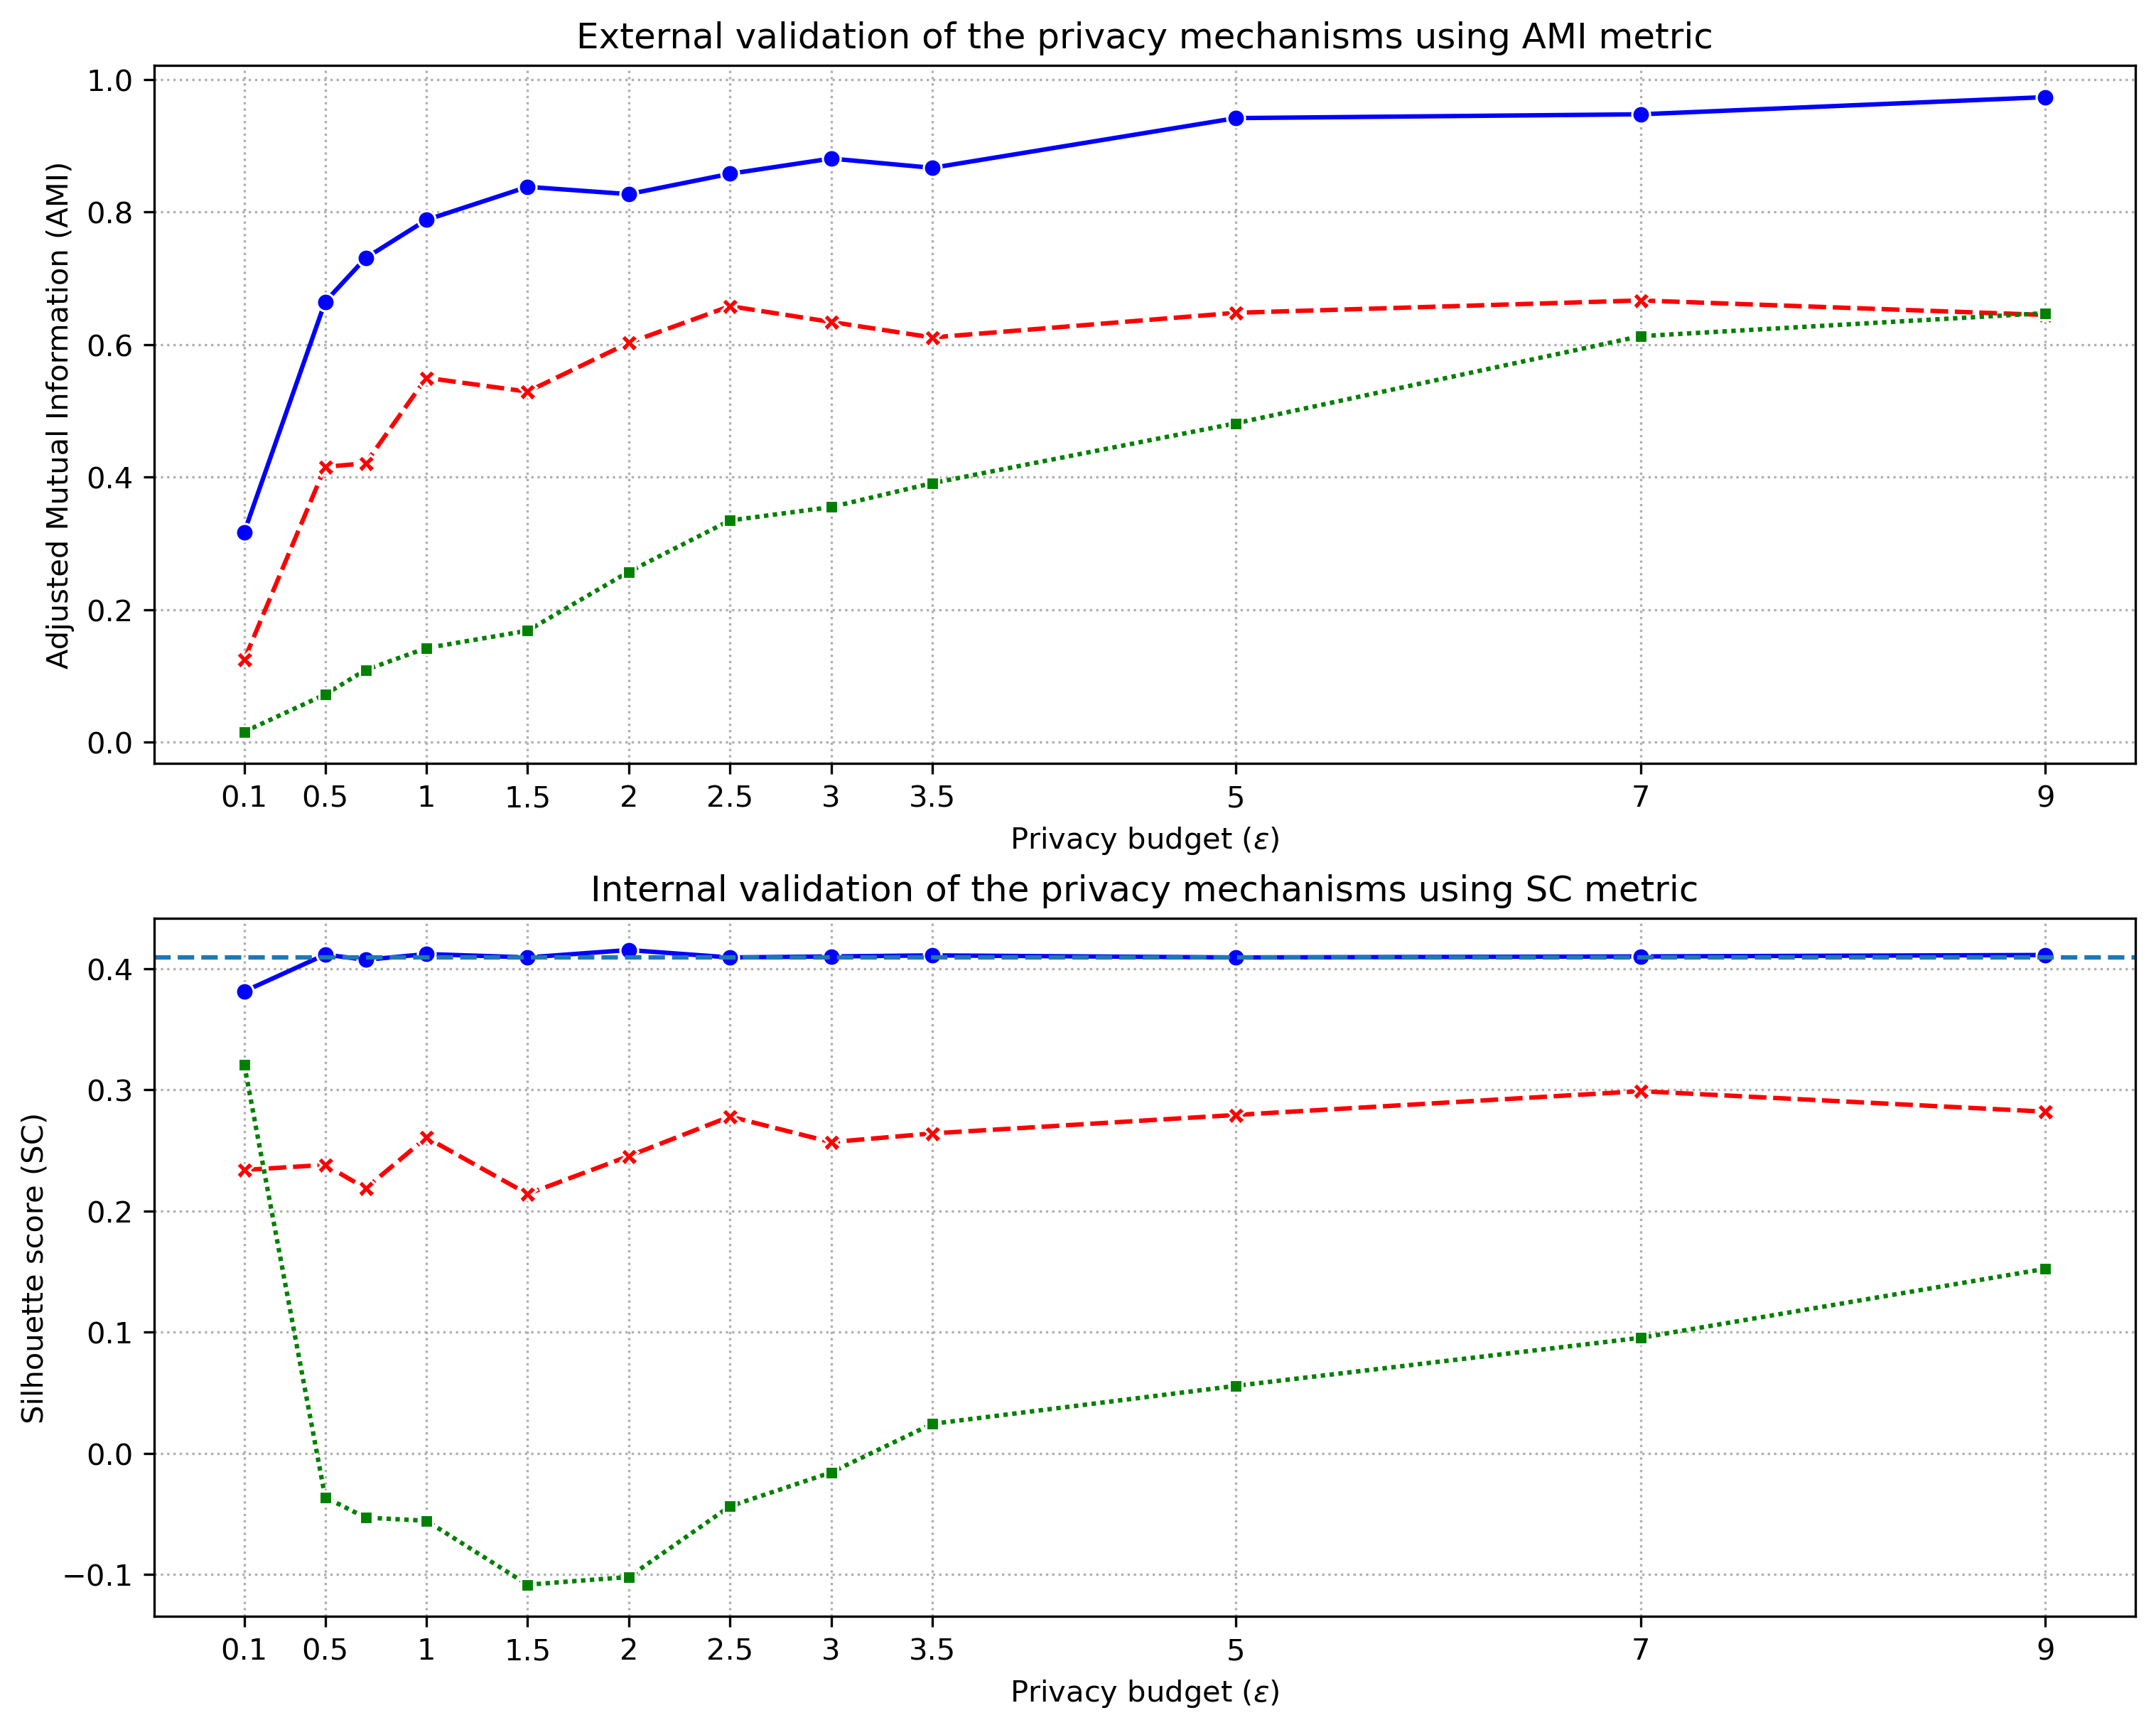 External validation of the privacy mechanisms using AMI metric
Adjusted Mutual Information (AMI)
1.0
0.8
0.6
0.4
0.2
0.0
0.1 0.5 1 1.5 2 2.5 3 3.5 5 7 9
Privacy budget (ε)
Internal validation of the privacy mechanisms using SC metric
Silhouette score (SC)
0.4
0.3
0.2
0.1
0.0
−0.1
0.1 0.5 1 1.5 2 2.5 3 3.5 5 7 9
Privacy budget (ε)